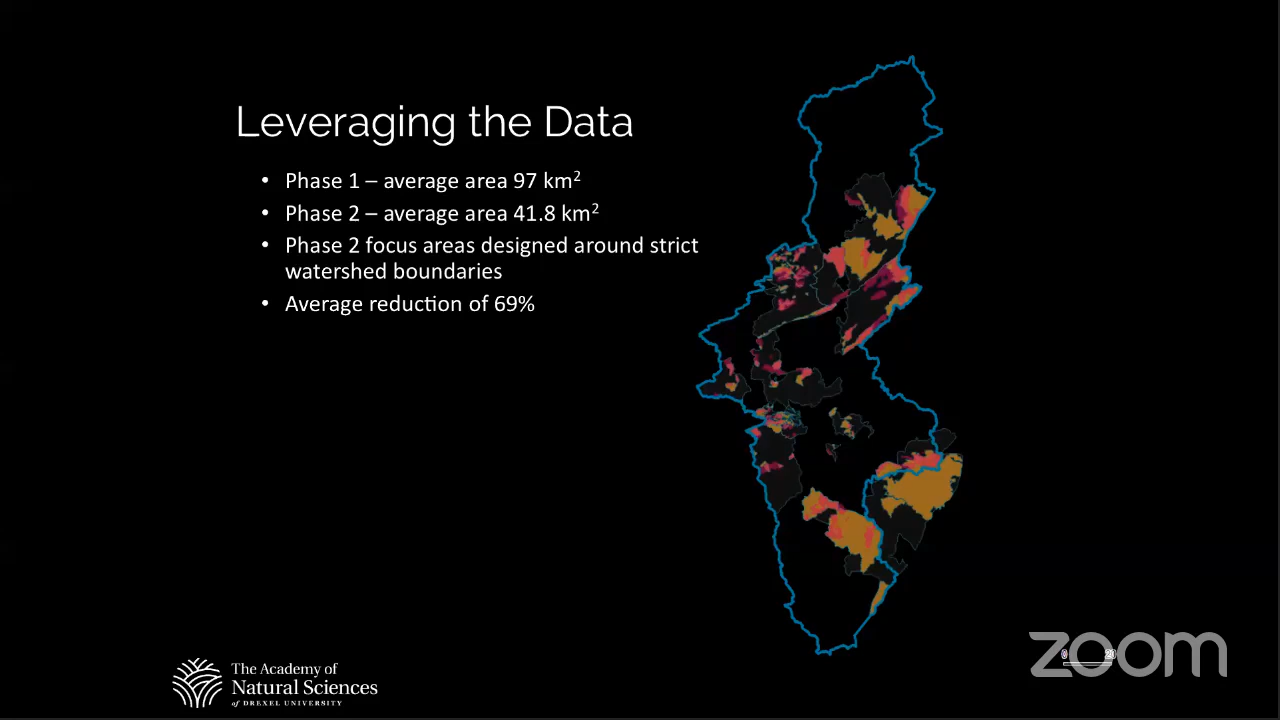 Leveraging the Data
• Phase 1 – average area 97 km²
• Phase 2 – average area 41.8 km²
• Phase 2 focus areas designed around strict
watershed boundaries
• Average reduction of 69%
The Academy of
Natural Sciences
of DREXEL UNIVERSITY
0 20
zoom